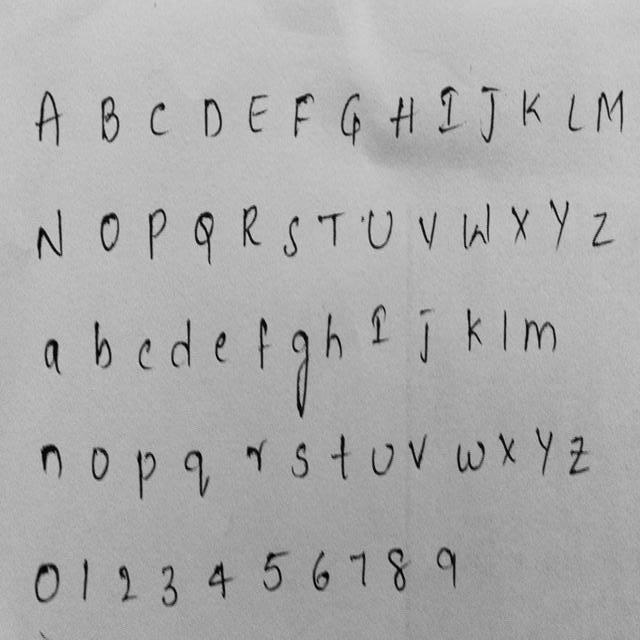 A B C D E F G H I J K L M
N O P Q R S T U V W X Y Z
a b c d e f g h I j k l m
n o p q r s t u v w x y z
0 1 2 3 4 5 6 7 8 9